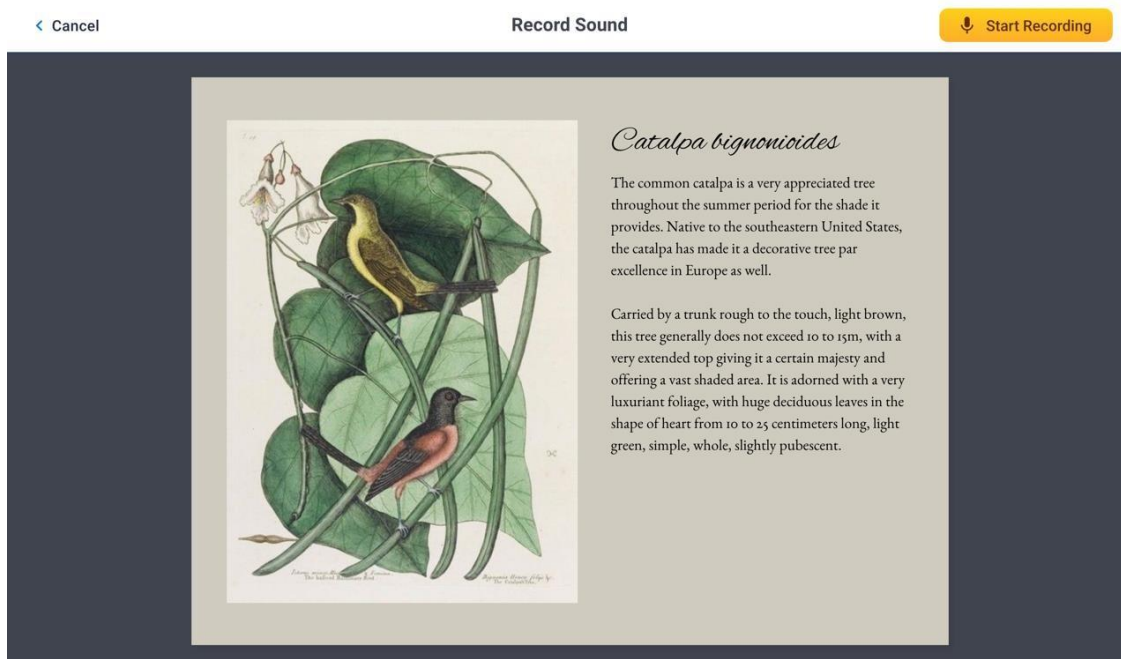 Cancel
Record Sound
Start Recording
Catalpa bignonioides
The common catalpa is a very appreciated tree
throughout the summer period for the shade it
provides. Native to the southeastern United States,
the catalpa has made it a decorative tree par
excellence in Europe as well.
Carried by a trunk rough to the touch, light brown,
this tree generally does not exceed 10 to 15m, with a
very extended top giving it a certain majesty and
offering a vast shaded area. It is adorned with a very
luxuriant foliage, with huge deciduous leaves in the
shape of heart from 10 to 25 centimeters long, light
green, simple, whole, slightly pubescent.